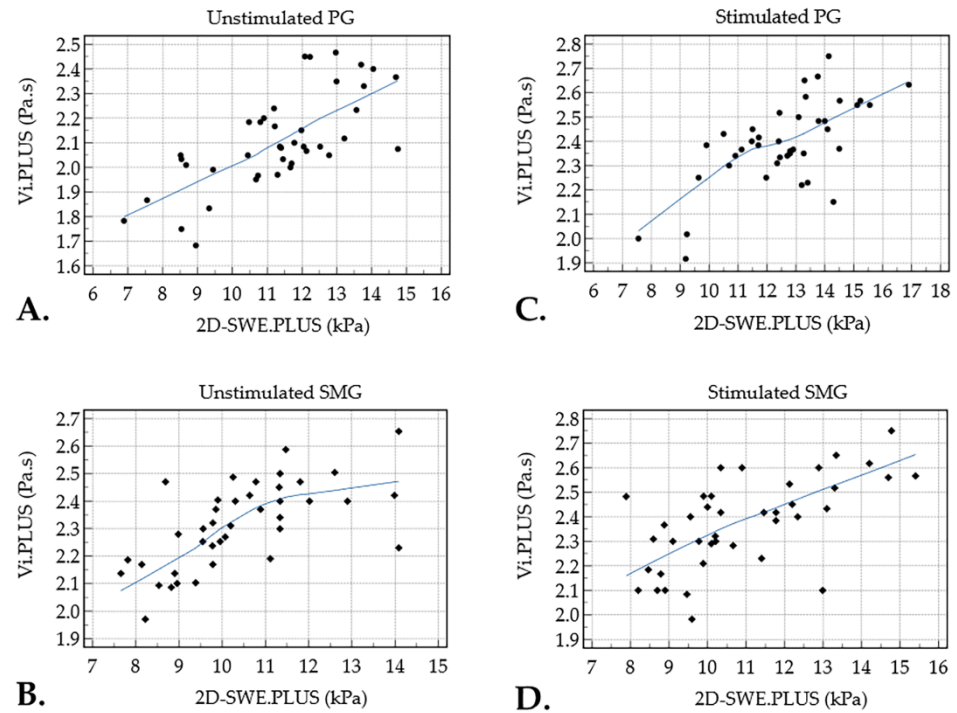 Unstimulated PG
2.5
2.4
2.3
2.2
2.1
2.0
1.9
1.8
1.7
1.6
Vi.PLUS (Pa.s)
6 7 8 9 10 11 12 13 14 15 16
2D-SWE.PLUS (kPa)
A.
Stimulated PG
2.8
2.7
2.6
2.5
2.4
2.3
2.2
2.1
2.0
1.9
Vi.PLUS (Pa.s)
6 7 8 9 10 11 12 13 14 15 16 17 18
2D-SWE.PLUS (kPa)
C.
Unstimulated SMG
2.7
2.6
2.5
2.4
2.3
2.2
2.1
2.0
1.9
Vi.PLUS (Pa.s)
7 8 9 10 11 12 13 14 15
2D-SWE.PLUS (kPa)
B.
Stimulated SMG
2.8
2.7
2.6
2.5
2.4
2.3
2.2
2.1
2.0
1.9
Vi.PLUS (Pa.s)
7 8 9 10 11 12 13 14 15 16
2D-SWE.PLUS (kPa)
D.